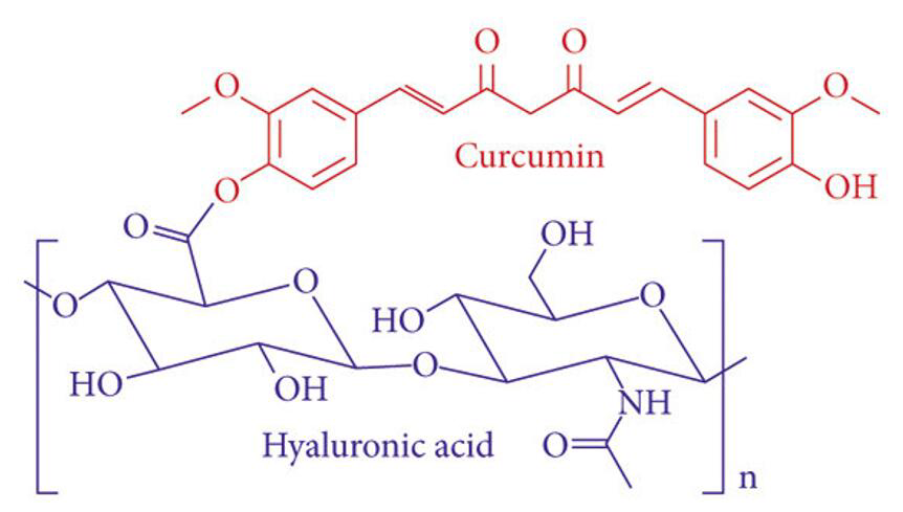 O O
O O
Curcumin
O OH
O OH
O O
HO
O
HO OH NH
Hyaluronic acid O
n